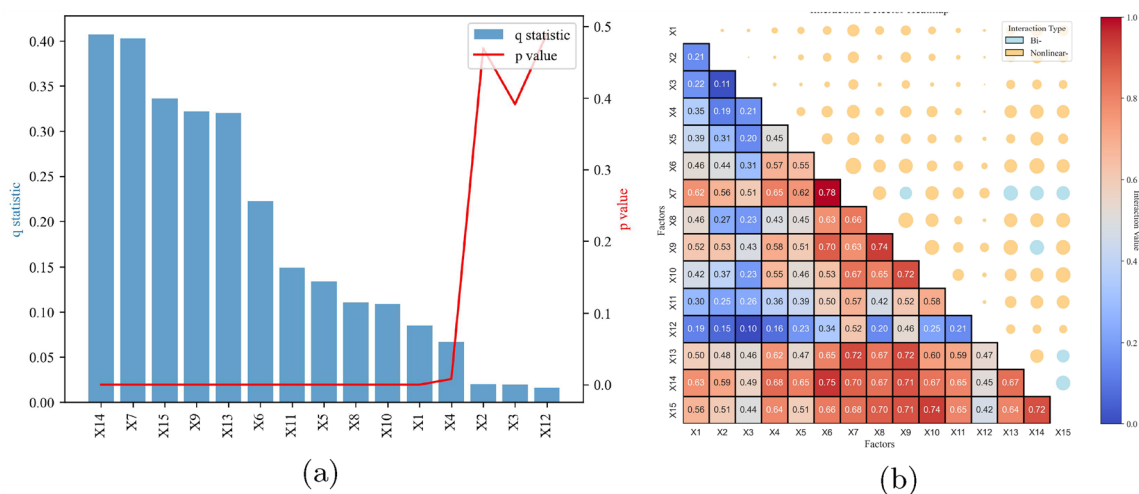 0.40
0.35
0.30
0.25
0.20
0.15
0.10
0.05
0.00
q statistic
q statistic
p value
0.5
0.4
0.3
0.2
0.1
0.0
p value
X14 X7 X15 X9 X13 X6 X11 X5 X8 X10 X1 X4 X2 X3 X12
(a)
Interaction Type
Bi-
Nonlinear-
X1
X2 0.21
X3 0.22 0.11
X4 0.35 0.19 0.21
X5 0.39 0.31 0.20 0.45
X6 0.46 0.44 0.31 0.57 0.55
X7 0.62 0.56 0.51 0.65 0.62 0.78
X8 0.46 0.27 0.23 0.43 0.45 0.63 0.66
Factors
X9 0.52 0.53 0.43 0.58 0.51 0.70 0.63 0.74
X10 0.42 0.37 0.23 0.55 0.46 0.53 0.67 0.65 0.72
X11 0.30 0.25 0.26 0.36 0.39 0.50 0.57 0.42 0.52 0.58
X12 0.19 0.15 0.10 0.16 0.23 0.34 0.52 0.20 0.46 0.25 0.21
X13 0.50 0.48 0.46 0.62 0.47 0.65 0.72 0.67 0.72 0.60 0.59 0.47
X14 0.63 0.59 0.49 0.68 0.65 0.75 0.70 0.67 0.71 0.67 0.65 0.45 0.67
X15 0.56 0.51 0.44 0.64 0.51 0.66 0.68 0.70 0.71 0.74 0.65 0.42 0.64 0.72
X1 X2 X3 X4 X5 X6 X7 X8 X9 X10 X11 X12 X13 X14 X15
Factors
1.0
0.8
0.6
0.4
0.2
0.0
Interaction Value
(b)